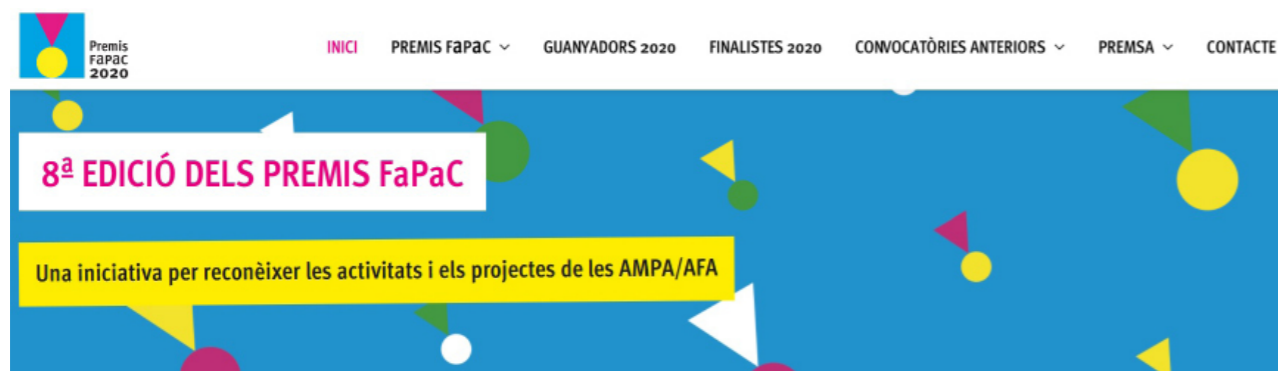 Premis
FaPaC
2020
INICI PREMIS FaPaC GUANYADORS 2020 FINALISTES 2020 CONVOCATÒRIES ANTERIORS PREMSA CONTACTE
8ª EDICIÓ DELS PREMIS FaPaC
Una iniciativa per reconèixer les activitats i els projectes de les AMPA/AFA